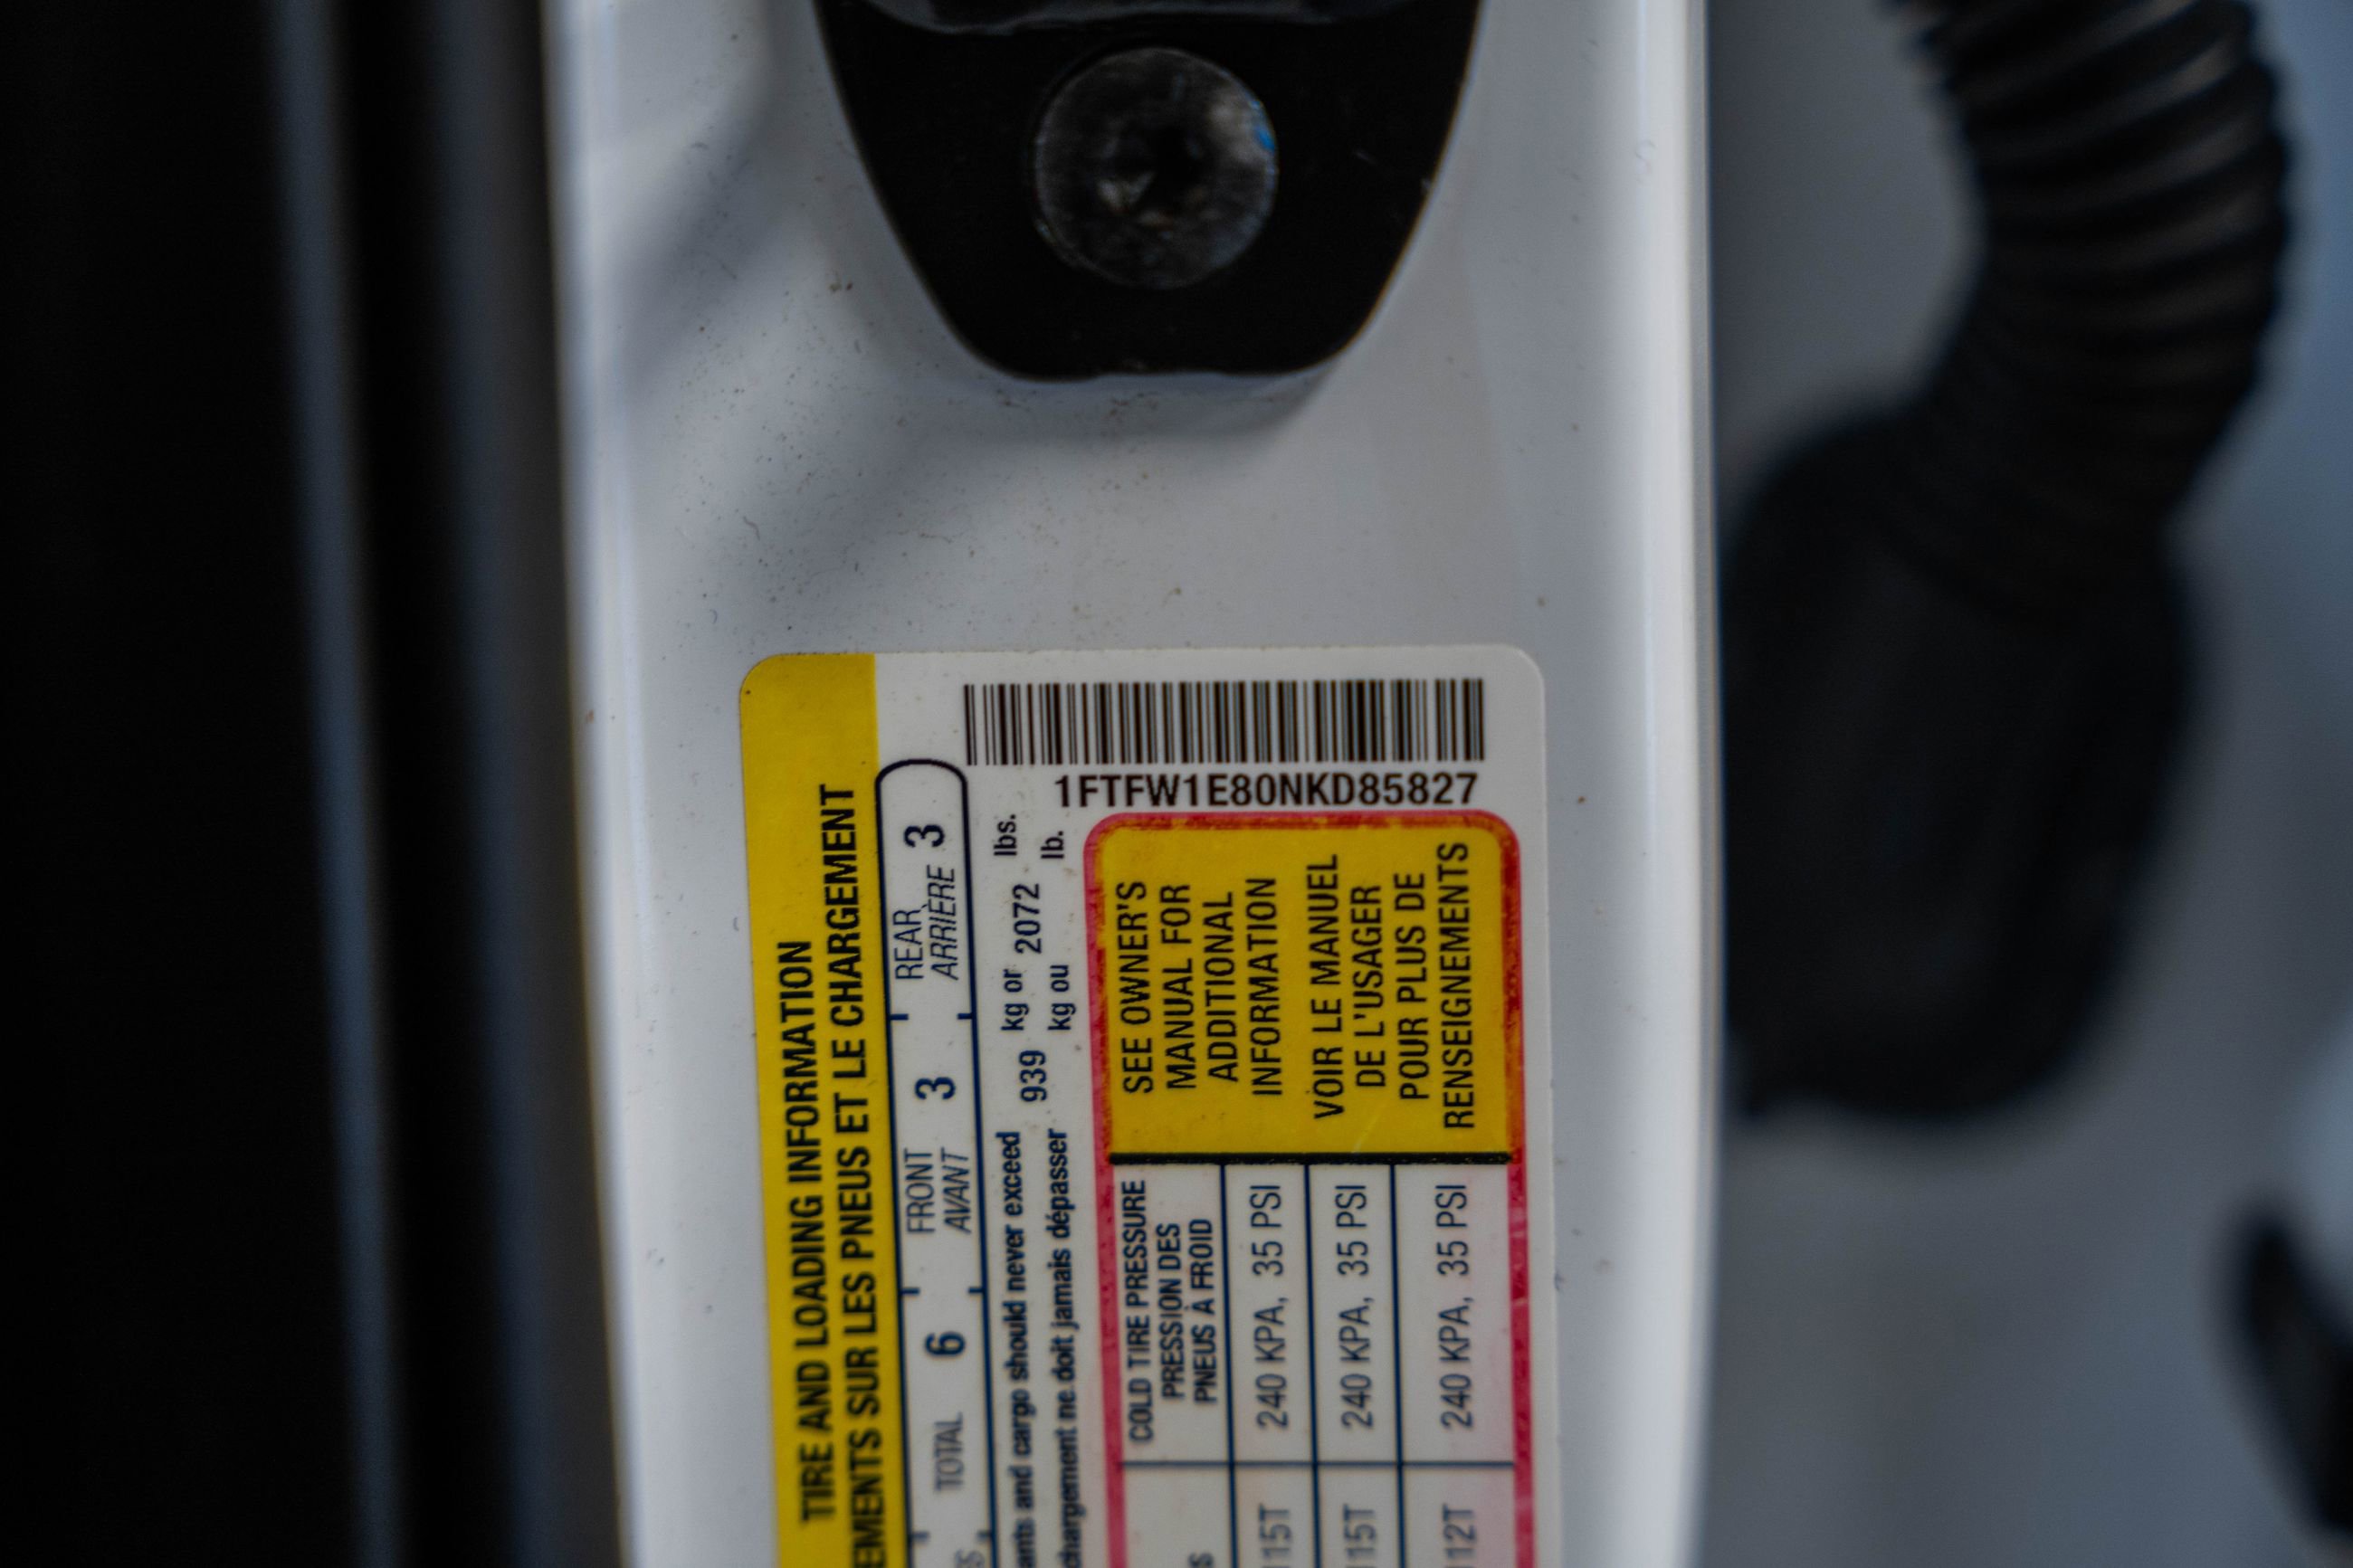 1FTFW1E80NKD85827
TIRE AND LOADING INFORMATION
EMENTS SUR LES PNEUS ET LE CHARGEMENT
TOTAL 6 FRONT 3 REAR 3
AVANT ARRIÈRE
ants and cargo should never exceed 939 kg or 2072 lbs.
chargement ne doit jamais dépasser kg ou lb.
COLD TIRE PRESSURE
PRESSION DES
PNEUS À FROID
15T 240 KPA, 35 PSI
15T 240 KPA, 35 PSI
12T 240 KPA, 35 PSI
SEE OWNER'S
MANUAL FOR
ADDITIONAL
INFORMATION
VOIR LE MANUEL
DE L'USAGER
POUR PLUS DE
RENSEIGNEMENTS